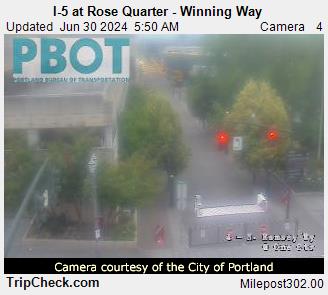 I-5 at Rose Quarter - Winning Way
Updated Jun 30 2024 5:50 AM Camera 4
PBOT
PORTLAND BUREAU OF TRANSPORTATION
Camera courtesy of the City of Portland
TripCheck.com Milepost302.00